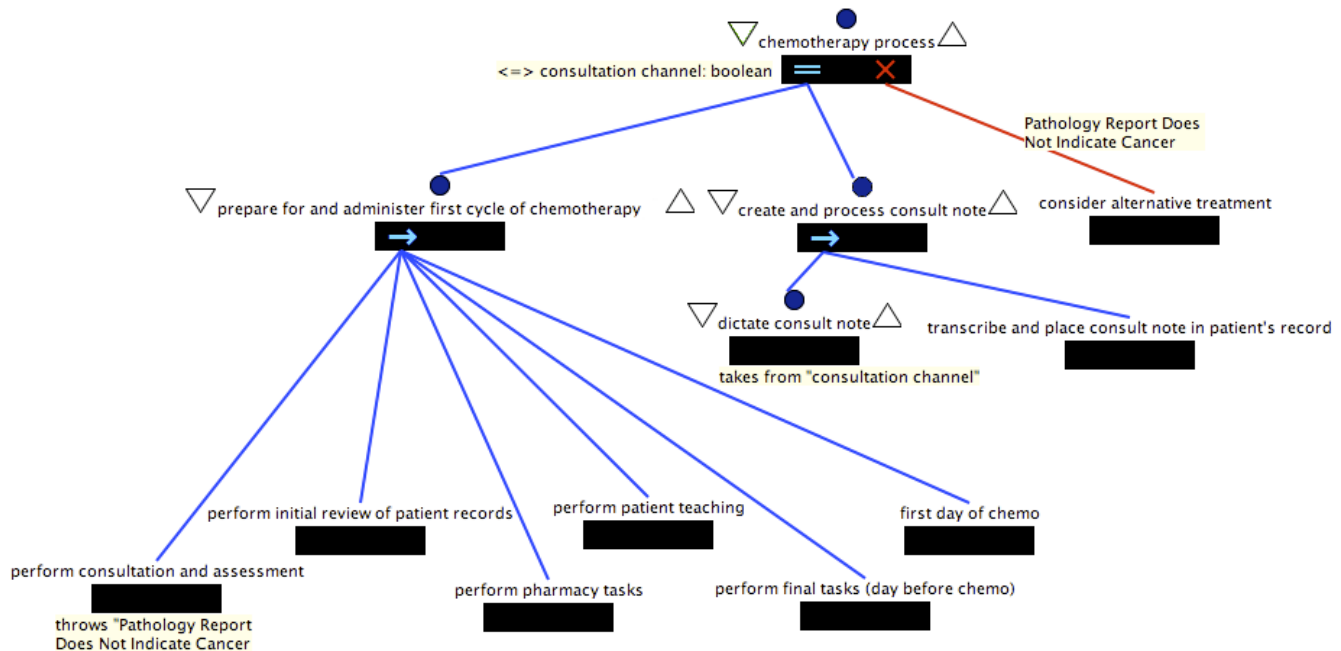 chemotherapy process
<=> consultation channel: boolean
Pathology Report Does
Not Indicate Cancer
prepare for and administer first cycle of chemotherapy
create and process consult note
consider alternative treatment
dictate consult note
transcribe and place consult note in patient's record
takes from "consultation channel"
perform initial review of patient records
perform patient teaching
first day of chemo
perform consultation and assessment
perform pharmacy tasks
perform final tasks (day before chemo)
throws "Pathology Report
Does Not Indicate Cancer